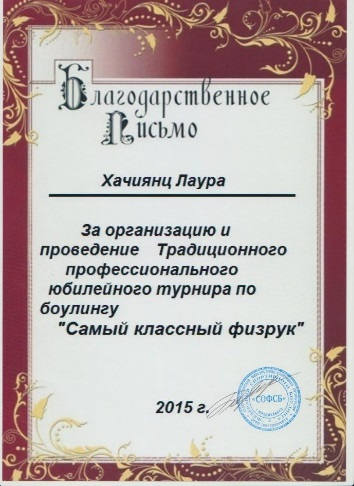 Благодарственное
Письмо
Хачиянц Лаура
За организацию и
проведение Традиционного
профессионального
юбилейного турнира по
боулингу
"Самый классный физрук"
"СОФСБ"
2015 г.